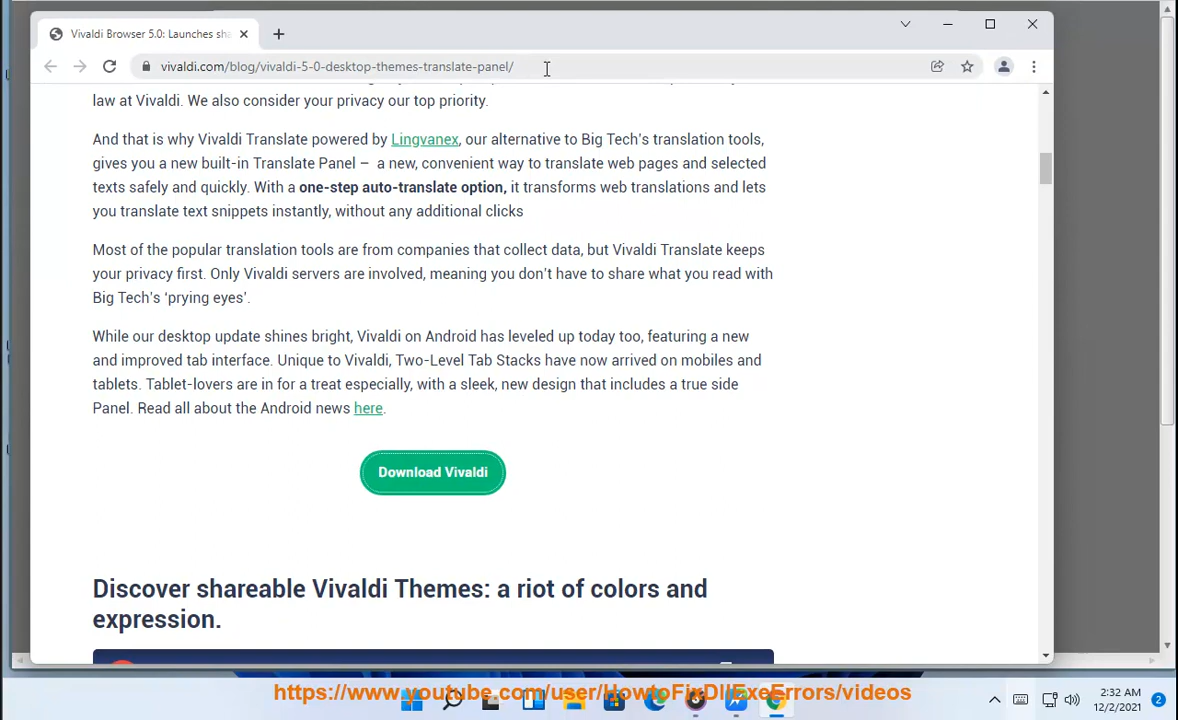 Vivaldi Browser 5.0: Launches sha
vivaldi.com/blog/vivaldi-5-0-desktop-themes-translate-panel/
law at Vivaldi. We also consider your privacy our top priority.
And that is why Vivaldi Translate powered by Lingvanex, our alternative to Big Tech's translation tools,
gives you a new built-in Translate Panel – a new, convenient way to translate web pages and selected
texts safely and quickly. With a one-step auto-translate option, it transforms web translations and lets
you translate text snippets instantly, without any additional clicks
Most of the popular translation tools are from companies that collect data, but Vivaldi Translate keeps
your privacy first. Only Vivaldi servers are involved, meaning you don't have to share what you read with
Big Tech's 'prying eyes'.
While our desktop update shines bright, Vivaldi on Android has leveled up today too, featuring a new
and improved tab interface. Unique to Vivaldi, Two-Level Tab Stacks have now arrived on mobiles and
tablets. Tablet-lovers are in for a treat especially, with a sleek, new design that includes a true side
Panel. Read all about the Android news here.
Download Vivaldi
Discover shareable Vivaldi Themes: a riot of colors and
expression.
https://www.youtube.com/user/HowtoFixDllExeErrors/videos
2:32 AM
12/2/2021
2